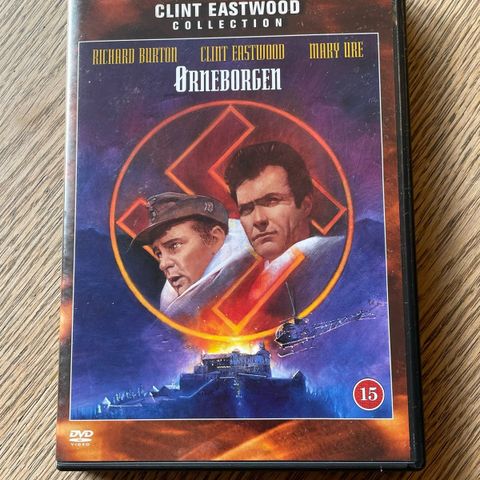 CLINT EASTWOOD
COLLECTION
RICHARD BURTON CLINT EASTWOOD MARY URE
ØRNEBORGEN
15
DVD
VIDEO